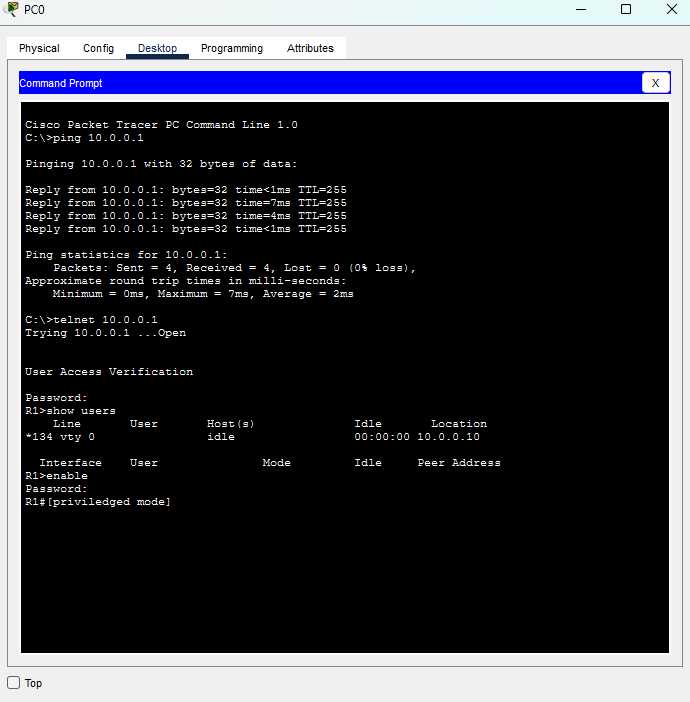 PC0
Physical Config Desktop Programming Attributes
Command Prompt X
Cisco Packet Tracer PC Command Line 1.0
C:\>ping 10.0.0.1
Pinging 10.0.0.1 with 32 bytes of data:
Reply from 10.0.0.1: bytes=32 time<1ms TTL=255
Reply from 10.0.0.1: bytes=32 time=7ms TTL=255
Reply from 10.0.0.1: bytes=32 time=4ms TTL=255
Reply from 10.0.0.1: bytes=32 time<1ms TTL=255
Ping statistics for 10.0.0.1:
    Packets: Sent = 4, Received = 4, Lost = 0 (0% loss),
Approximate round trip times in milli-seconds:
    Minimum = 0ms, Maximum = 7ms, Average = 2ms
C:\>telnet 10.0.0.1
Trying 10.0.0.1 ...Open
User Access Verification
Password:
R1>show users
    Line       User       Host(s)              Idle       Location
*134 vty 0                idle                 00:00:00 10.0.0.10
  Interface    User               Mode         Idle     Peer Address
R1>enable
Password:
R1#[priviledged mode]
Top